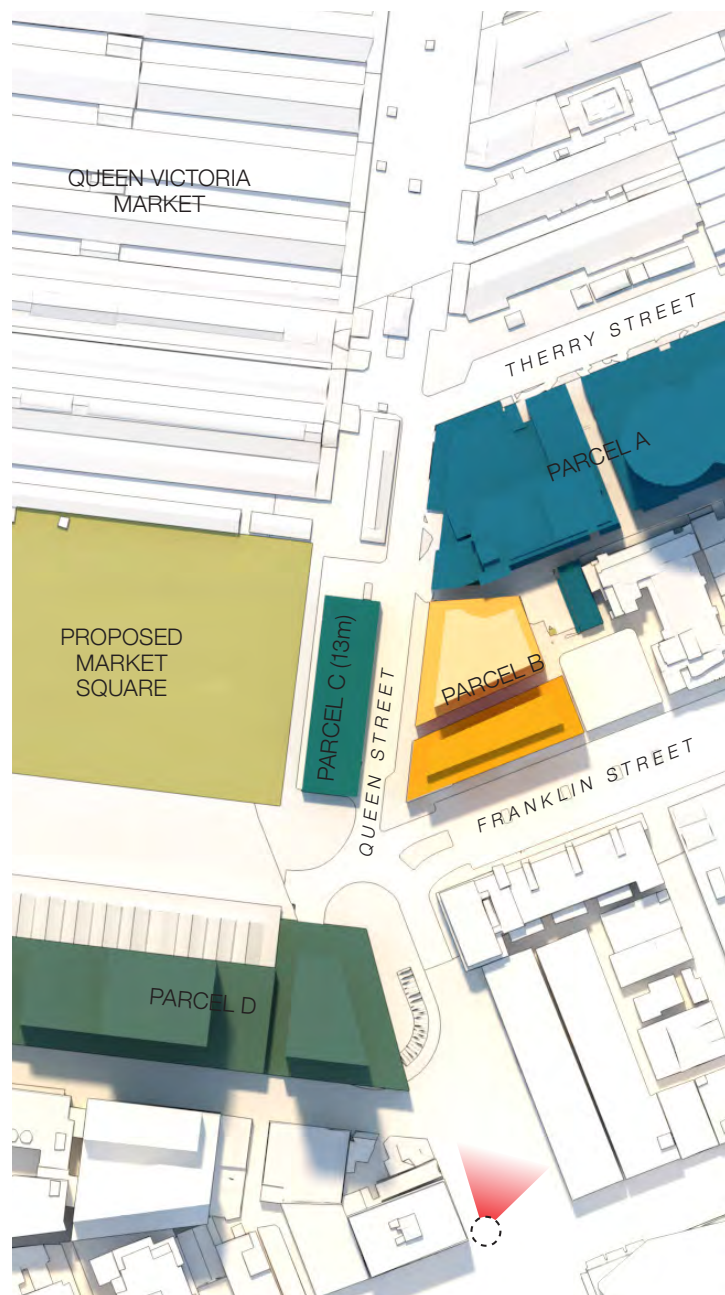 QUEEN VICTORIA
MARKET
THERRY STREET
PARCEL A
PROPOSED
MARKET
SQUARE
PARCEL C (13m)
QUEEN STREET
PARCEL B
FRANKLIN STREET
PARCEL D